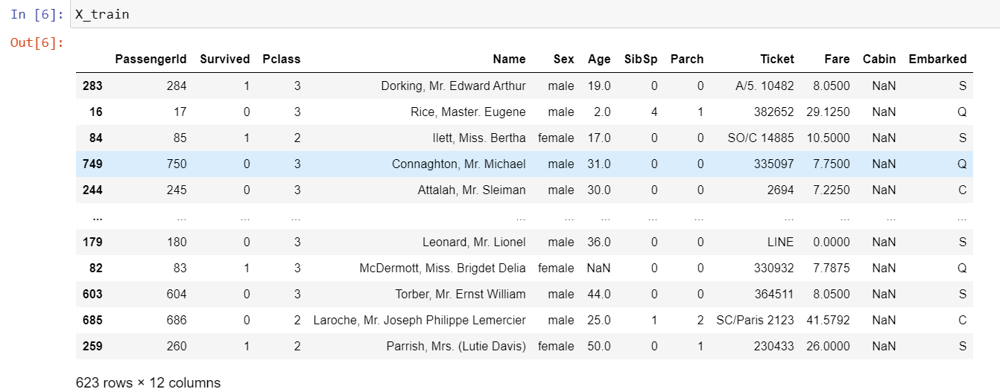 In [6]: X_train
Out[6]:
PassengerId Survived Pclass Name Sex Age SibSp Parch Ticket Fare Cabin Embarked
283 284 1 3 Dorking, Mr. Edward Arthur male 19.0 0 0 A/5. 10482 8.0500 NaN S
16 17 0 3 Rice, Master. Eugene male 2.0 4 1 382652 29.1250 NaN Q
84 85 1 2 Ilett, Miss. Bertha female 17.0 0 0 SO/C 14885 10.5000 NaN S
749 750 0 3 Connaghton, Mr. Michael male 31.0 0 0 335097 7.7500 NaN Q
244 245 0 3 Attalah, Mr. Sleiman male 30.0 0 0 2694 7.2250 NaN C
... ... ... ... ... ... ... ... ... ... ... ... ...
179 180 0 3 Leonard, Mr. Lionel male 36.0 0 0 LINE 0.0000 NaN S
82 83 1 3 McDermott, Miss. Brigdet Delia female NaN 0 0 330932 7.7875 NaN Q
603 604 0 3 Torber, Mr. Ernst William male 44.0 0 0 364511 8.0500 NaN S
685 686 0 2 Laroche, Mr. Joseph Philippe Lemercier male 25.0 1 2 SC/Paris 2123 41.5792 NaN C
259 260 1 2 Parrish, Mrs. (Lutie Davis) female 50.0 0 1 230433 26.0000 NaN S
623 rows × 12 columns